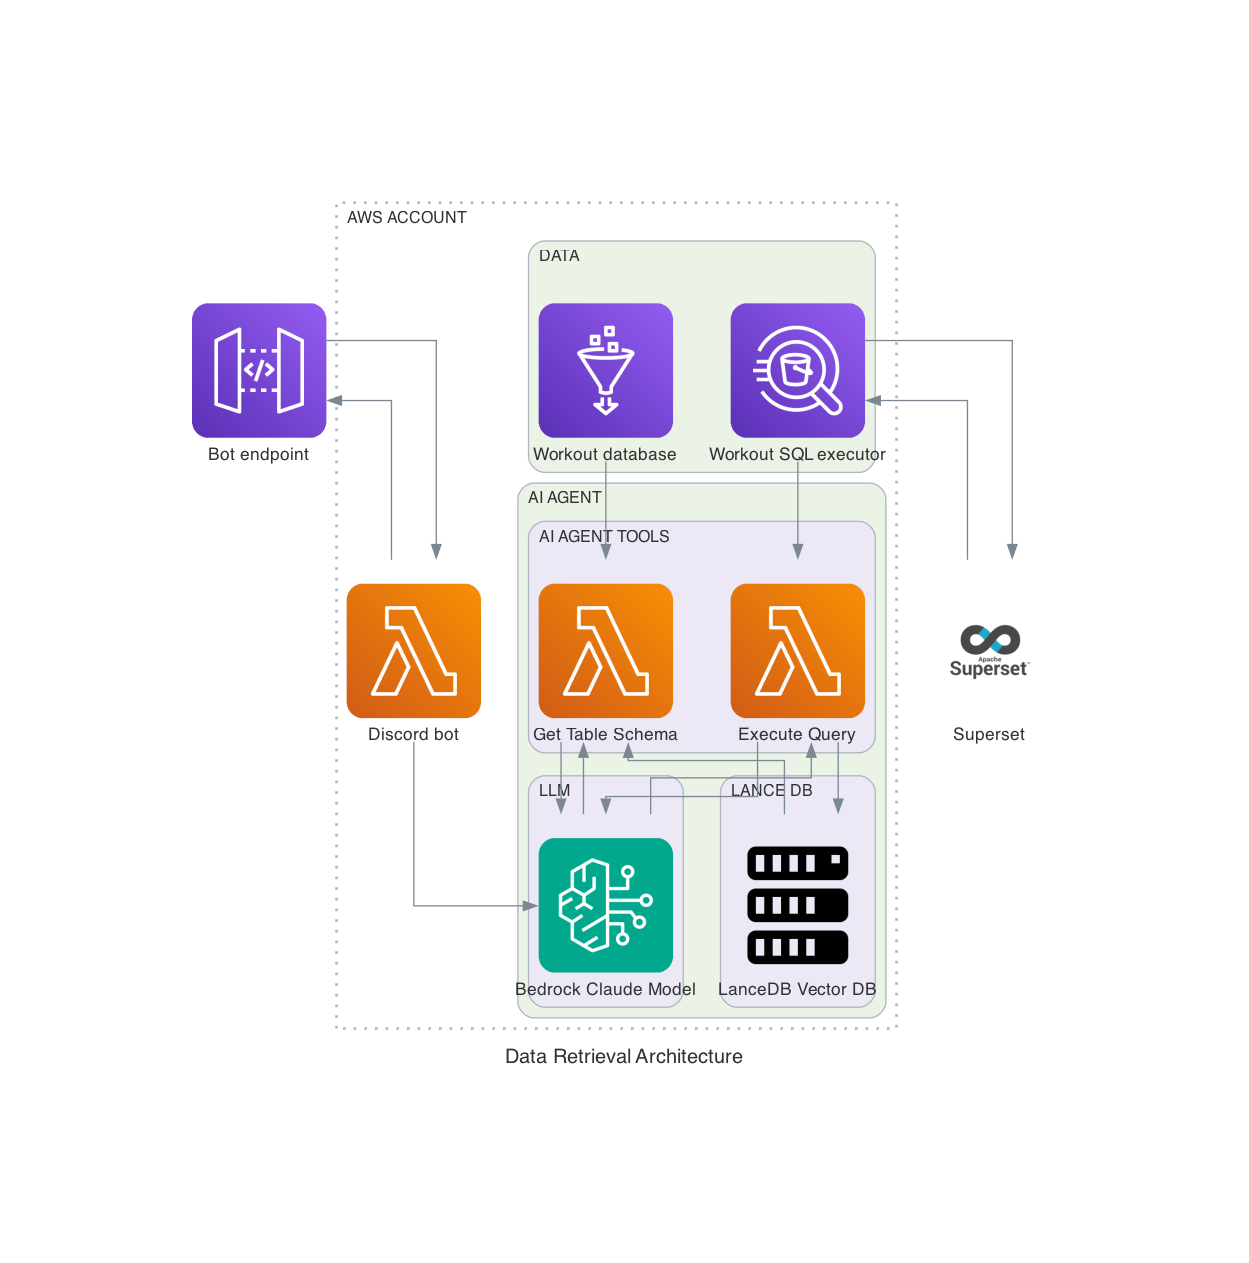 AWS ACCOUNT
DATA
Bot endpoint
Workout database
Workout SQL executor
AI AGENT
AI AGENT TOOLS
Apache
Superset
Discord bot
Get Table Schema
Execute Query
Superset
LLM
LANCE DB
Bedrock Claude Model
LanceDB Vector DB
Data Retrieval Architecture